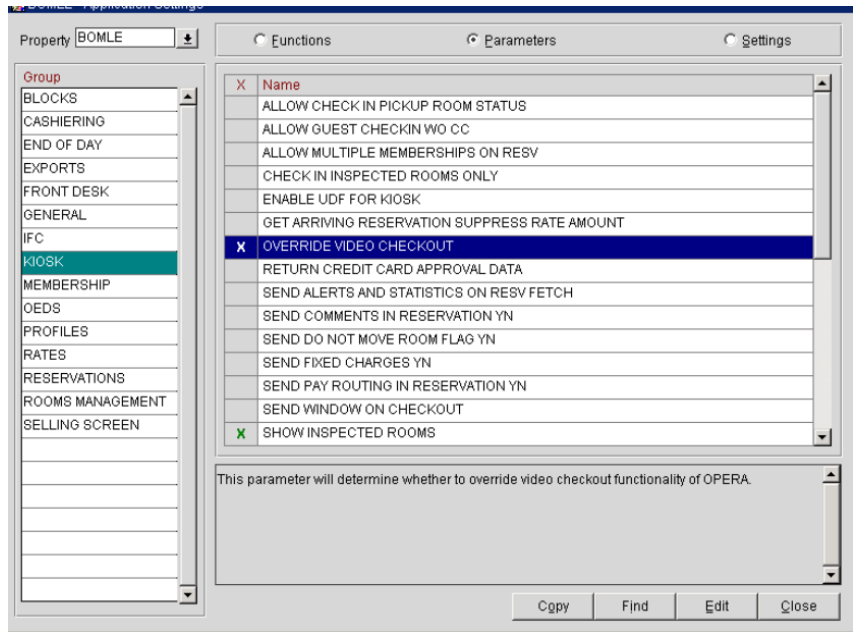 BOMLE - Application Settings
Property BOMLE
Functions
Parameters
Settings
Group
BLOCKS
CASHIERING
END OF DAY
EXPORTS
FRONT DESK
GENERAL
IFC
KIOSK
MEMBERSHIP
OEDS
PROFILES
RATES
RESERVATIONS
ROOMS MANAGEMENT
SELLING SCREEN
X Name
ALLOW CHECK IN PICKUP ROOM STATUS
ALLOW GUEST CHECKIN WO CC
ALLOW MULTIPLE MEMBERSHIPS ON RESV
CHECK IN INSPECTED ROOMS ONLY
ENABLE UDF FOR KIOSK
GET ARRIVING RESERVATION SUPPRESS RATE AMOUNT
X OVERRIDE VIDEO CHECKOUT
RETURN CREDIT CARD APPROVAL DATA
SEND ALERTS AND STATISTICS ON RESV FETCH
SEND COMMENTS IN RESERVATION YN
SEND DO NOT MOVE ROOM FLAG YN
SEND FIXED CHARGES YN
SEND PAY ROUTING IN RESERVATION YN
SEND WINDOW ON CHECKOUT
X SHOW INSPECTED ROOMS
This parameter will determine whether to override video checkout functionality of OPERA.
Copy
Find
Edit
Close